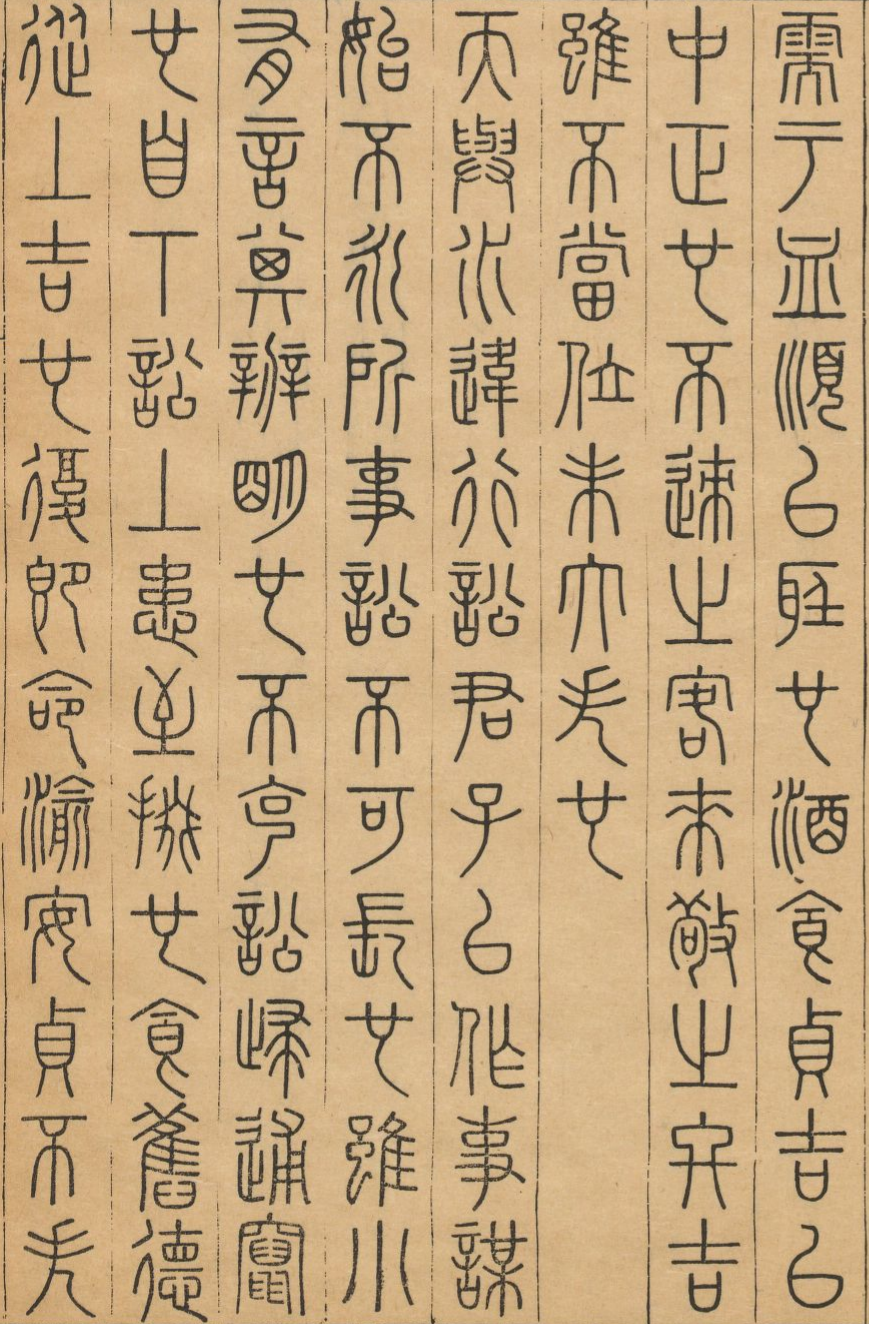 需于血順以聽也酒食貞吉以
中正也不速之客來敬之終吉
雖不當位未大失也
天與水違行訟君子以作事謀
始不永所事訟不可長也雖小
有言其辨明也不克訟歸逋竄
也自下訟上患至掇也食舊德
從上吉也復即命渝安貞不失